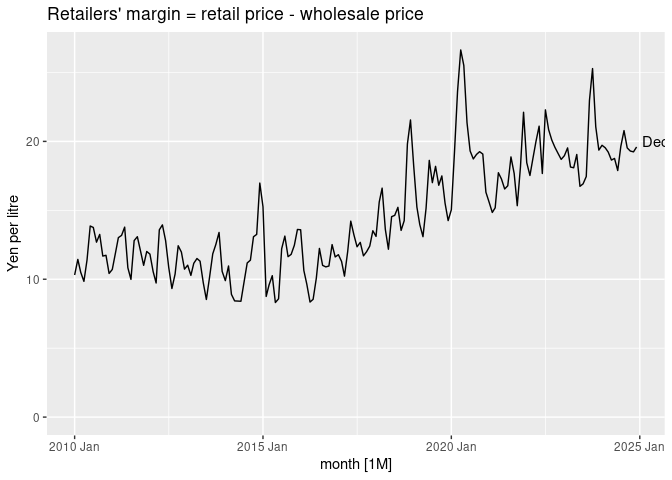 Retailers' margin = retail price - wholesale price
Yen per litre
20
10
0
Dec
2010 Jan
2015 Jan
2020 Jan
2025 Jan
month [1M]